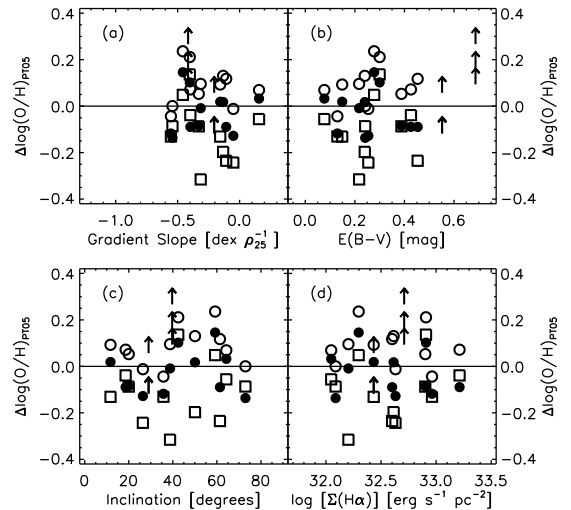 0.4
0.2
0.0
−0.2
−0.4
Δlog(O/H)PT05
(a)
−1.0 −0.5 0.0
Gradient Slope [dex ρ₂₅⁻¹]
(b)
0.0 0.2 0.4 0.6 0.8
E(B−V) [mag]
0.4
0.2
0.0
−0.2
−0.4
Δlog(O/H)PT05
0.4
0.2
0.0
−0.2
−0.4
Δlog(O/H)PT05
(c)
0 20 40 60 80
Inclination [degrees]
(d)
32.0 32.5 33.0 33.5
log [Σ(Hα)] [erg s⁻¹ pc⁻²]
0.4
0.2
0.0
−0.2
−0.4
Δlog(O/H)PT05